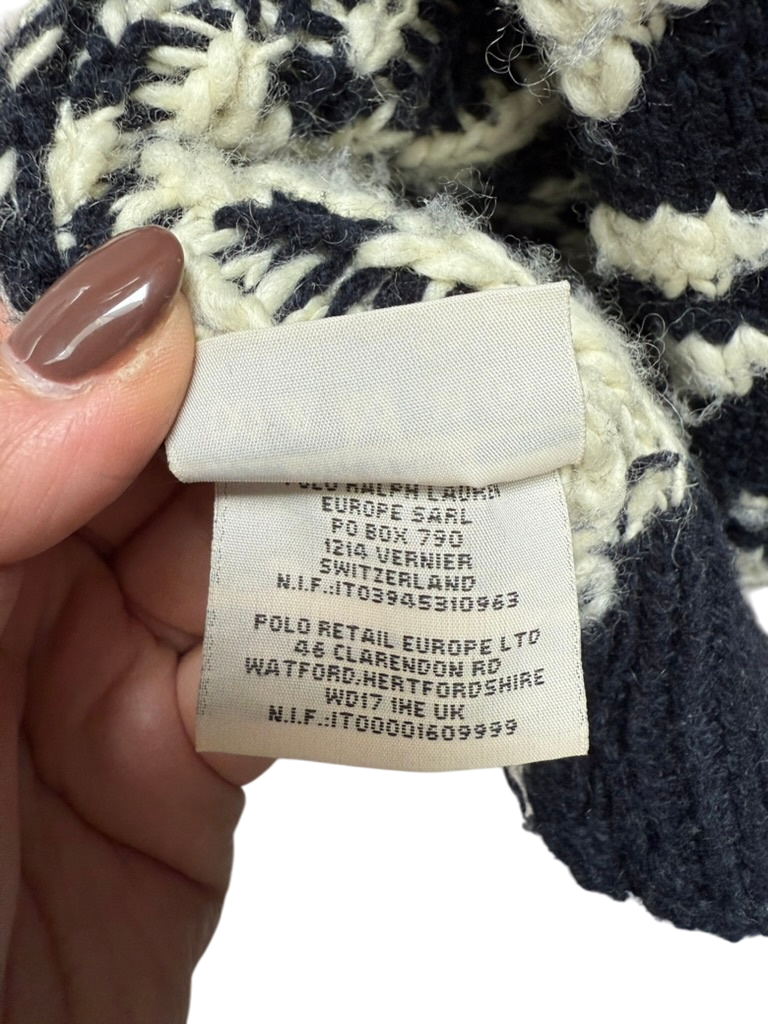 POLO RALPH LAUREN
EUROPE SARL
PO BOX 790
1214 VERNIER
SWITZERLAND
N.I.F.:IT03945310963
POLO RETAIL EUROPE LTD
46 CLARENDON RD
WATFORD,HERTFORDSHIRE
WD17 1HE UK
N.I.F.:IT00001609999